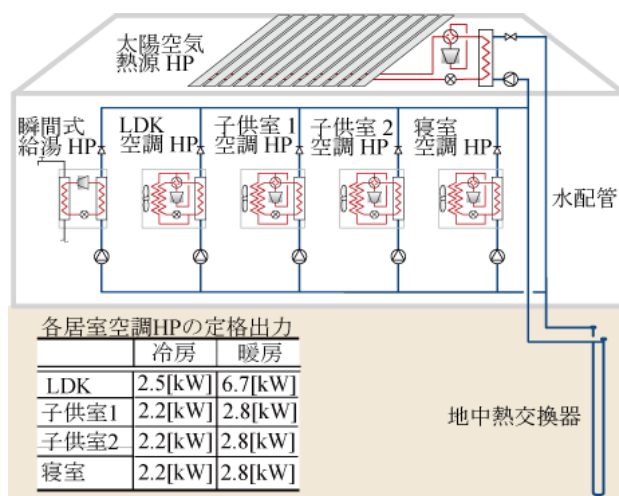 太陽空気
熱源 HP
瞬間式
給湯 HP
LDK
空調 HP
子供室 1
空調 HP
子供室 2
空調 HP
寝室
空調 HP
水配管
各居室空調HPの定格出力
冷房 暖房
LDK 2.5[kW] 6.7[kW]
子供室1 2.2[kW] 2.8[kW]
子供室2 2.2[kW] 2.8[kW]
寝室 2.2[kW] 2.8[kW]
地中熱交換器